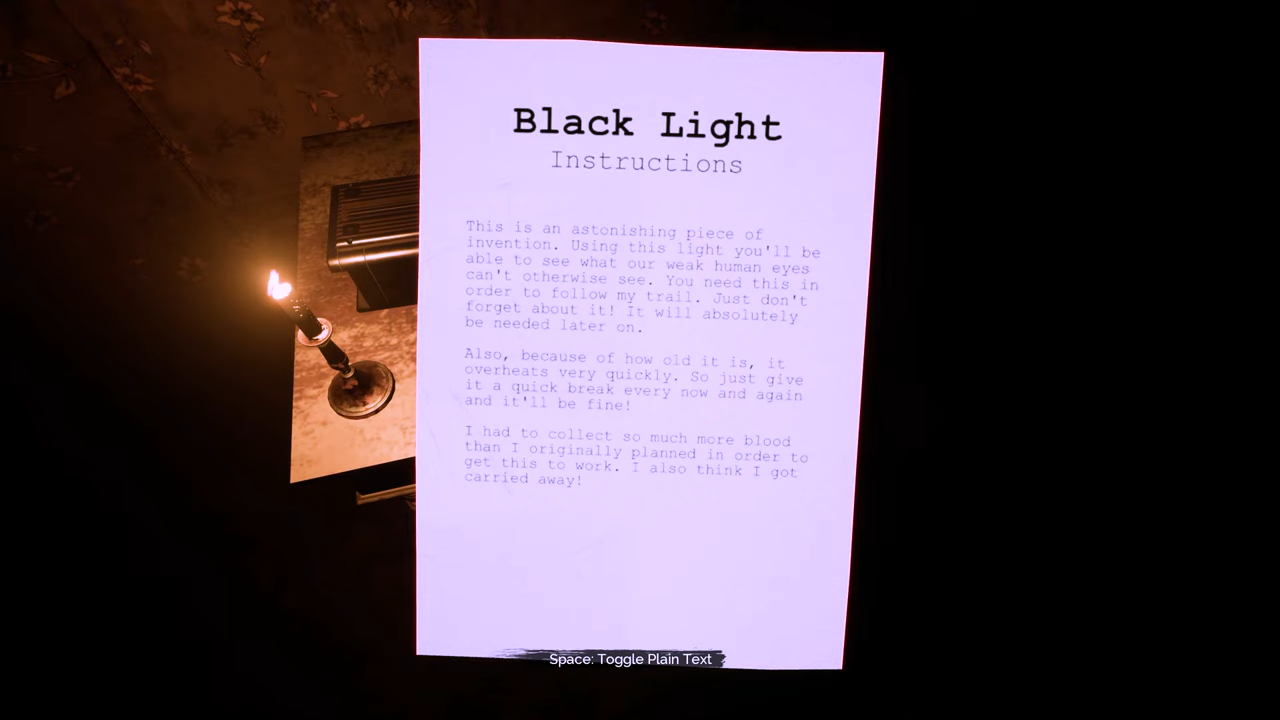 Black Light
Instructions
This is an astonishing piece of
invention. Using this light you'll be
able to see what our weak human eyes
can't otherwise see. You need this in
order to follow my trail. Just don't
forget about it! It will absolutely
be needed later on.
Also, because of how old it is, it
overheats very quickly. So just give
it a quick break every now and again
and it'll be fine!
I had to collect so much more blood
than I originally planned in order to
get this to work. I also think I got
carried away!
Space: Toggle Plain Text